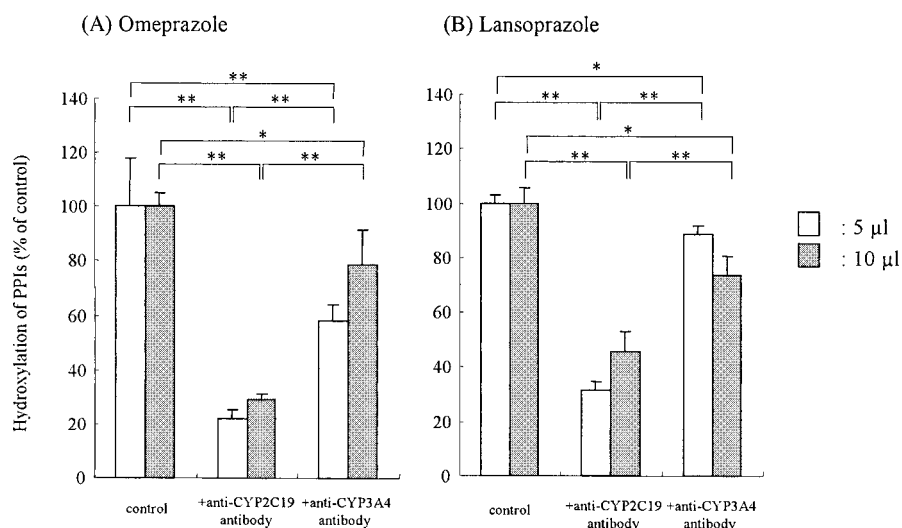 (A) Omeprazole
(B) Lansoprazole
Hydroxylation of PPIs (% of control)
140
120
100
80
60
40
20
0
**
**
**
*
**
**
control
+anti-CYP2C19
antibody
+anti-CYP3A4
antibody
140
120
100
80
60
40
20
0
*
**
**
*
**
**
control
+anti-CYP2C19
antibody
+anti-CYP3A4
antibody
: 5 µl
: 10 µl